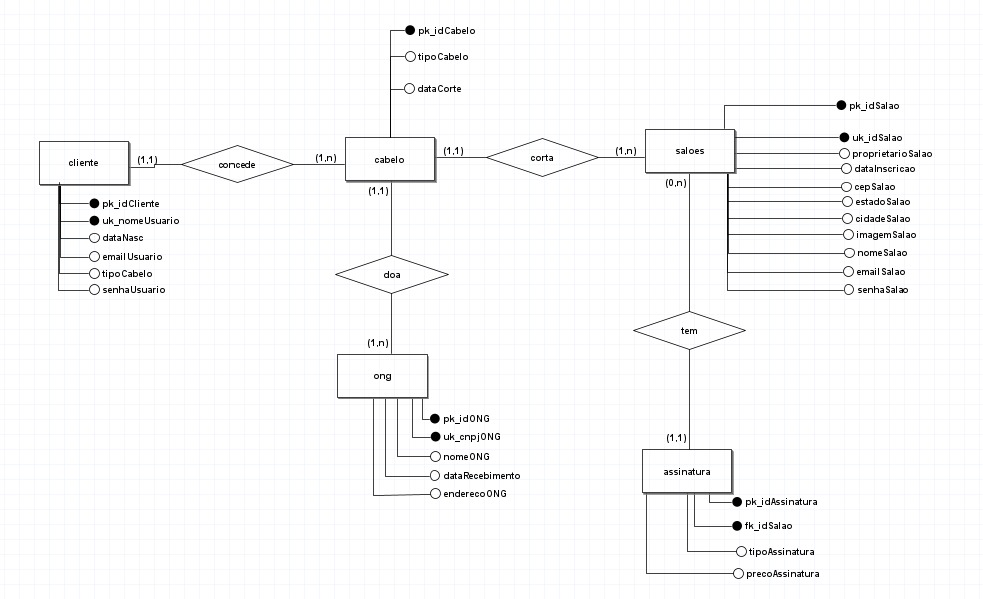 pk_idCabelo
tipoCabelo
dataCorte
pk_idSalao
uk_idSalao
proprietarioSalao
dataInscricao
cepSalao
estadoSalao
cidadeSalao
imagemSalao
nomeSalao
emailSalao
senhaSalao
cliente
(1,1)
comcede
(1,n)
cabelo
(1,1)
corta
(1,n)
saloes
(1,1)
(0,n)
pk_idCliente
uk_nomeUsuario
dataNasc
emailUsuario
tipoCabelo
senhaUsuario
doa
tem
(1,n)
ong
pk_idONG
uk_cnpjONG
nomeONG
dataRecebimento
enderecoONG
(1,1)
assinatura
pk_idAssinatura
fk_idSalao
tipoAssinatura
precoAssinatura